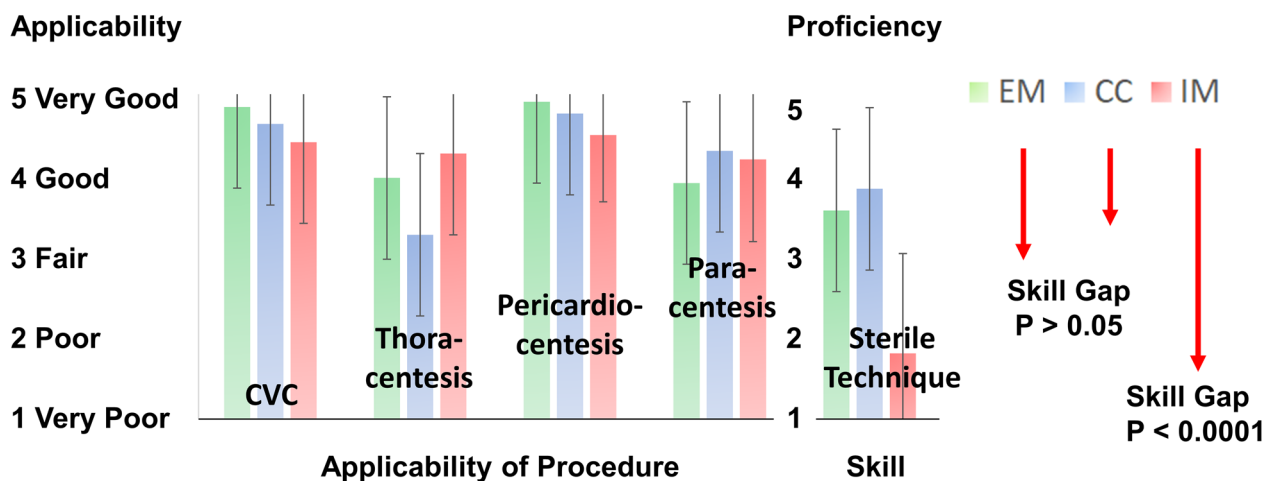 Applicability
Proficiency
5 Very Good
4 Good
3 Fair
2 Poor
1 Very Poor
CVC
Thora-
centesis
Pericardio-
centesis
Para-
centesis
5
4
3
2
1
Sterile
Technique
EM CC IM
Skill Gap
P > 0.05
Skill Gap
P < 0.0001
Applicability of Procedure
Skill